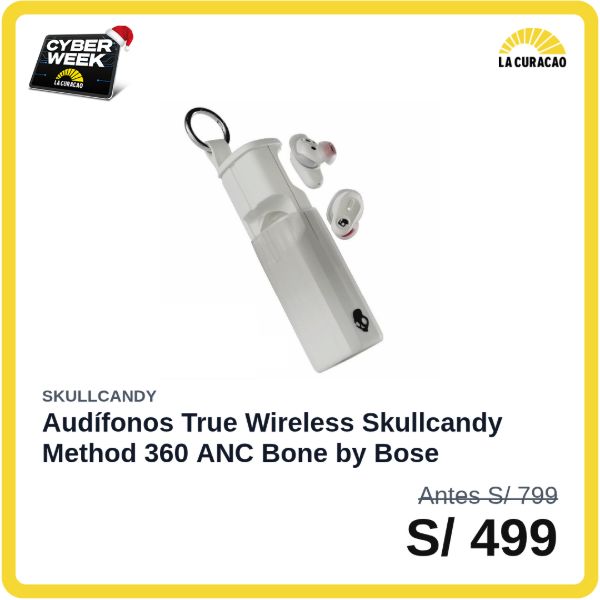 CYBER
WEEK
LA CURACAO
LA CURACAO
SKULLCANDY
Audífonos True Wireless Skullcandy
Method 360 ANC Bone by Bose
Antes S/ 799
S/ 499